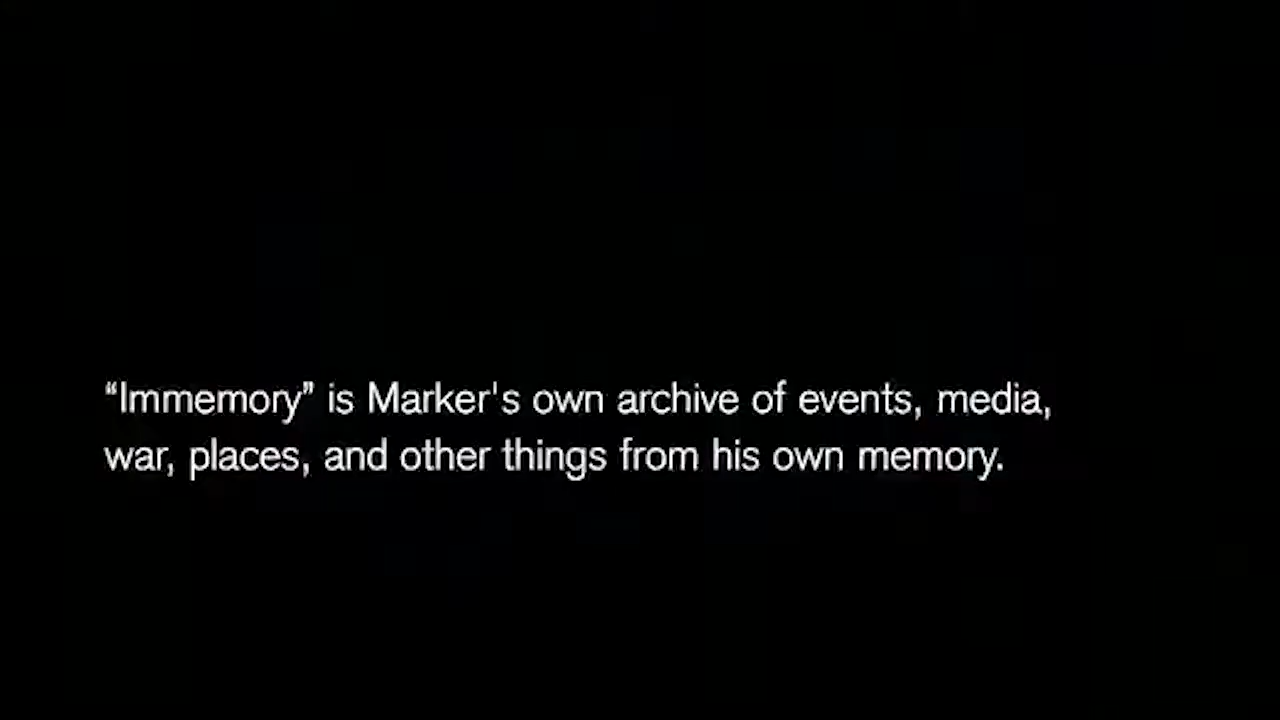 “Immemory” is Marker's own archive of events, media,
war, places, and other things from his own memory.